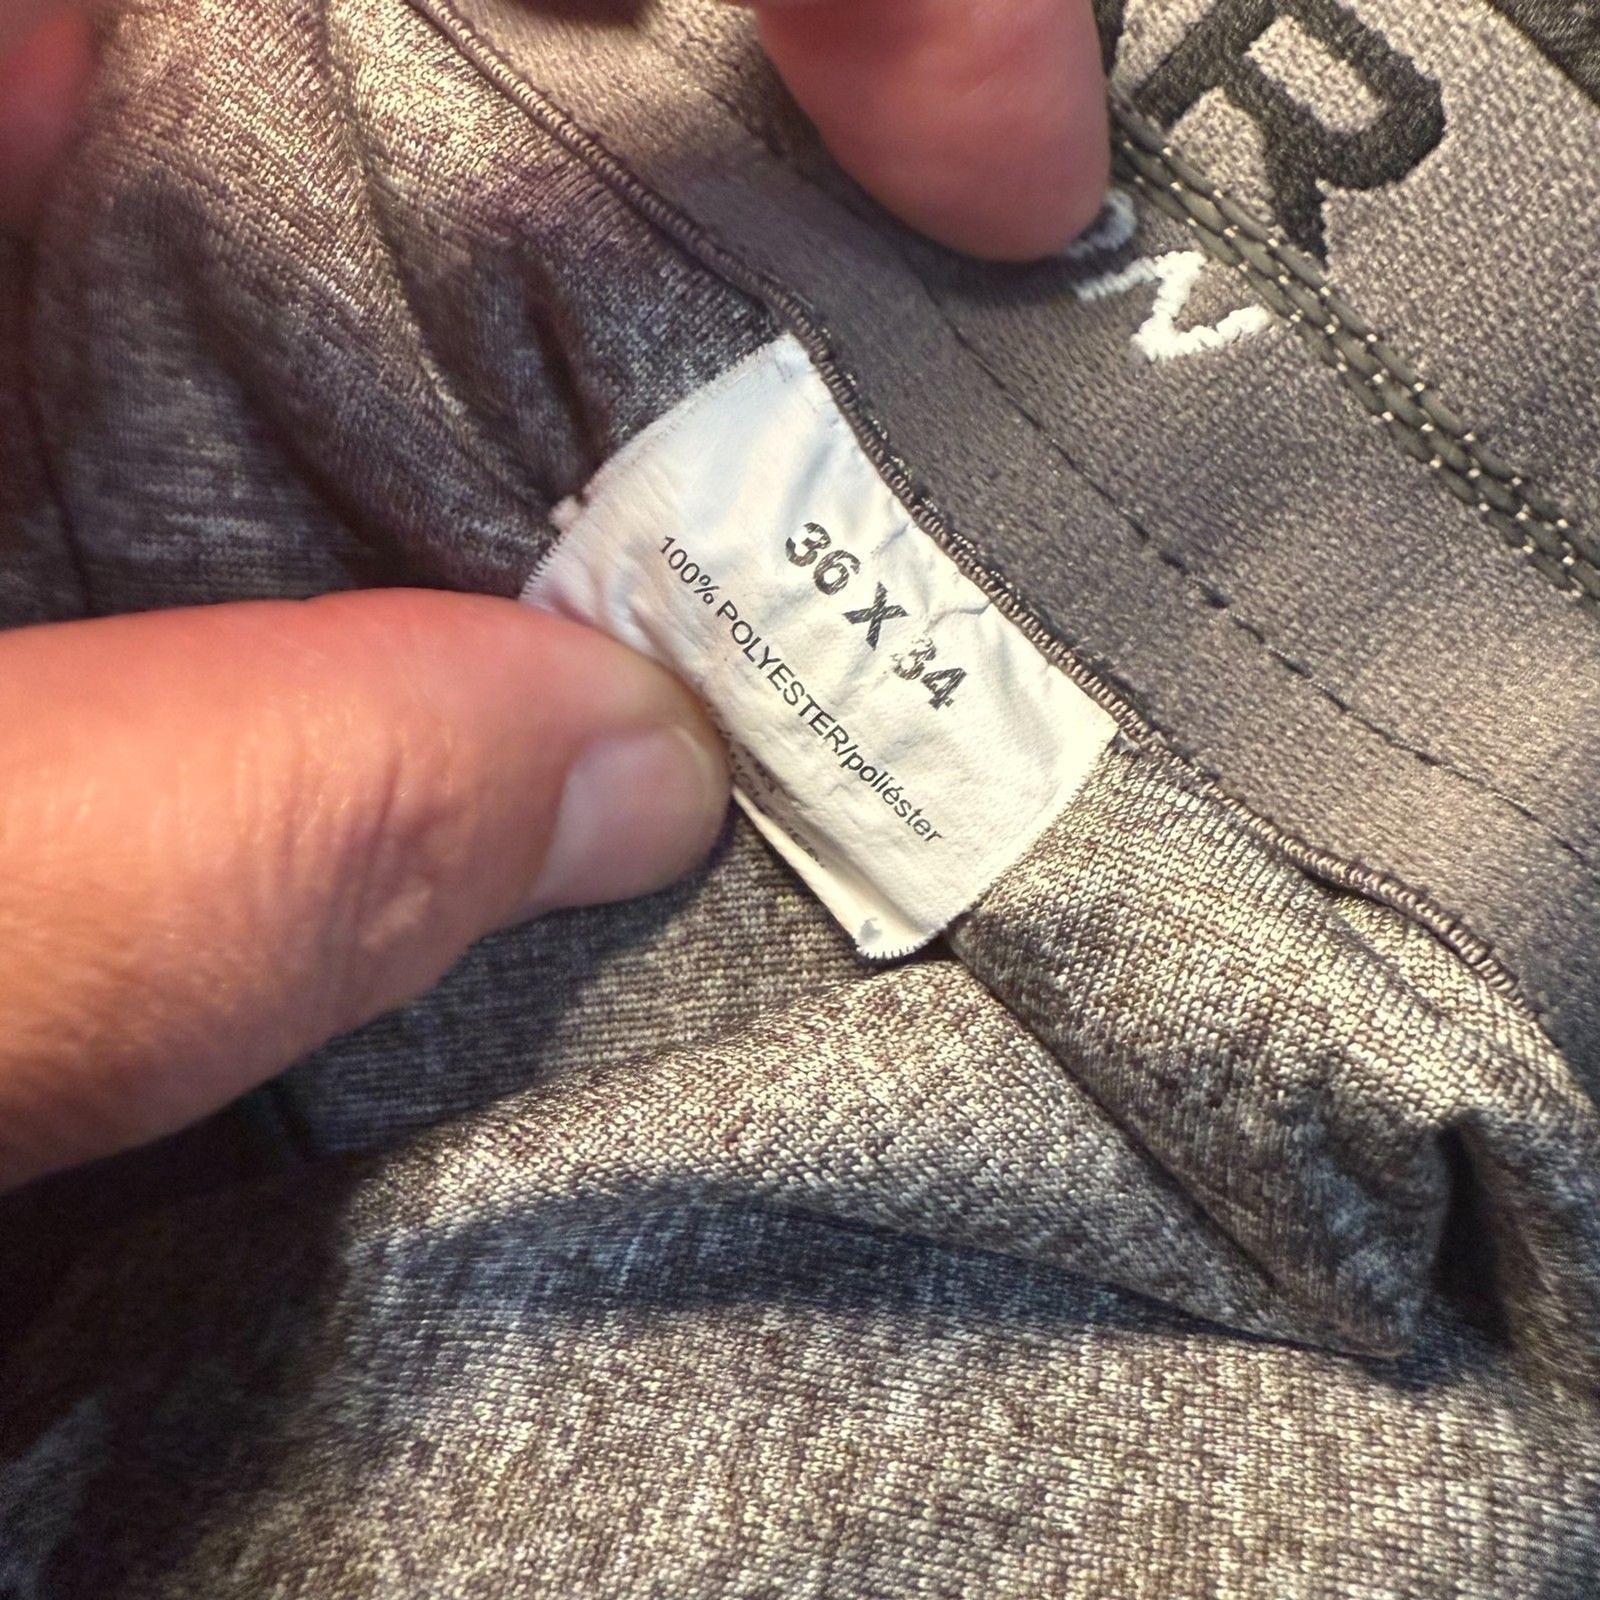 R
36 X 34
100% POLYESTER/poliéster